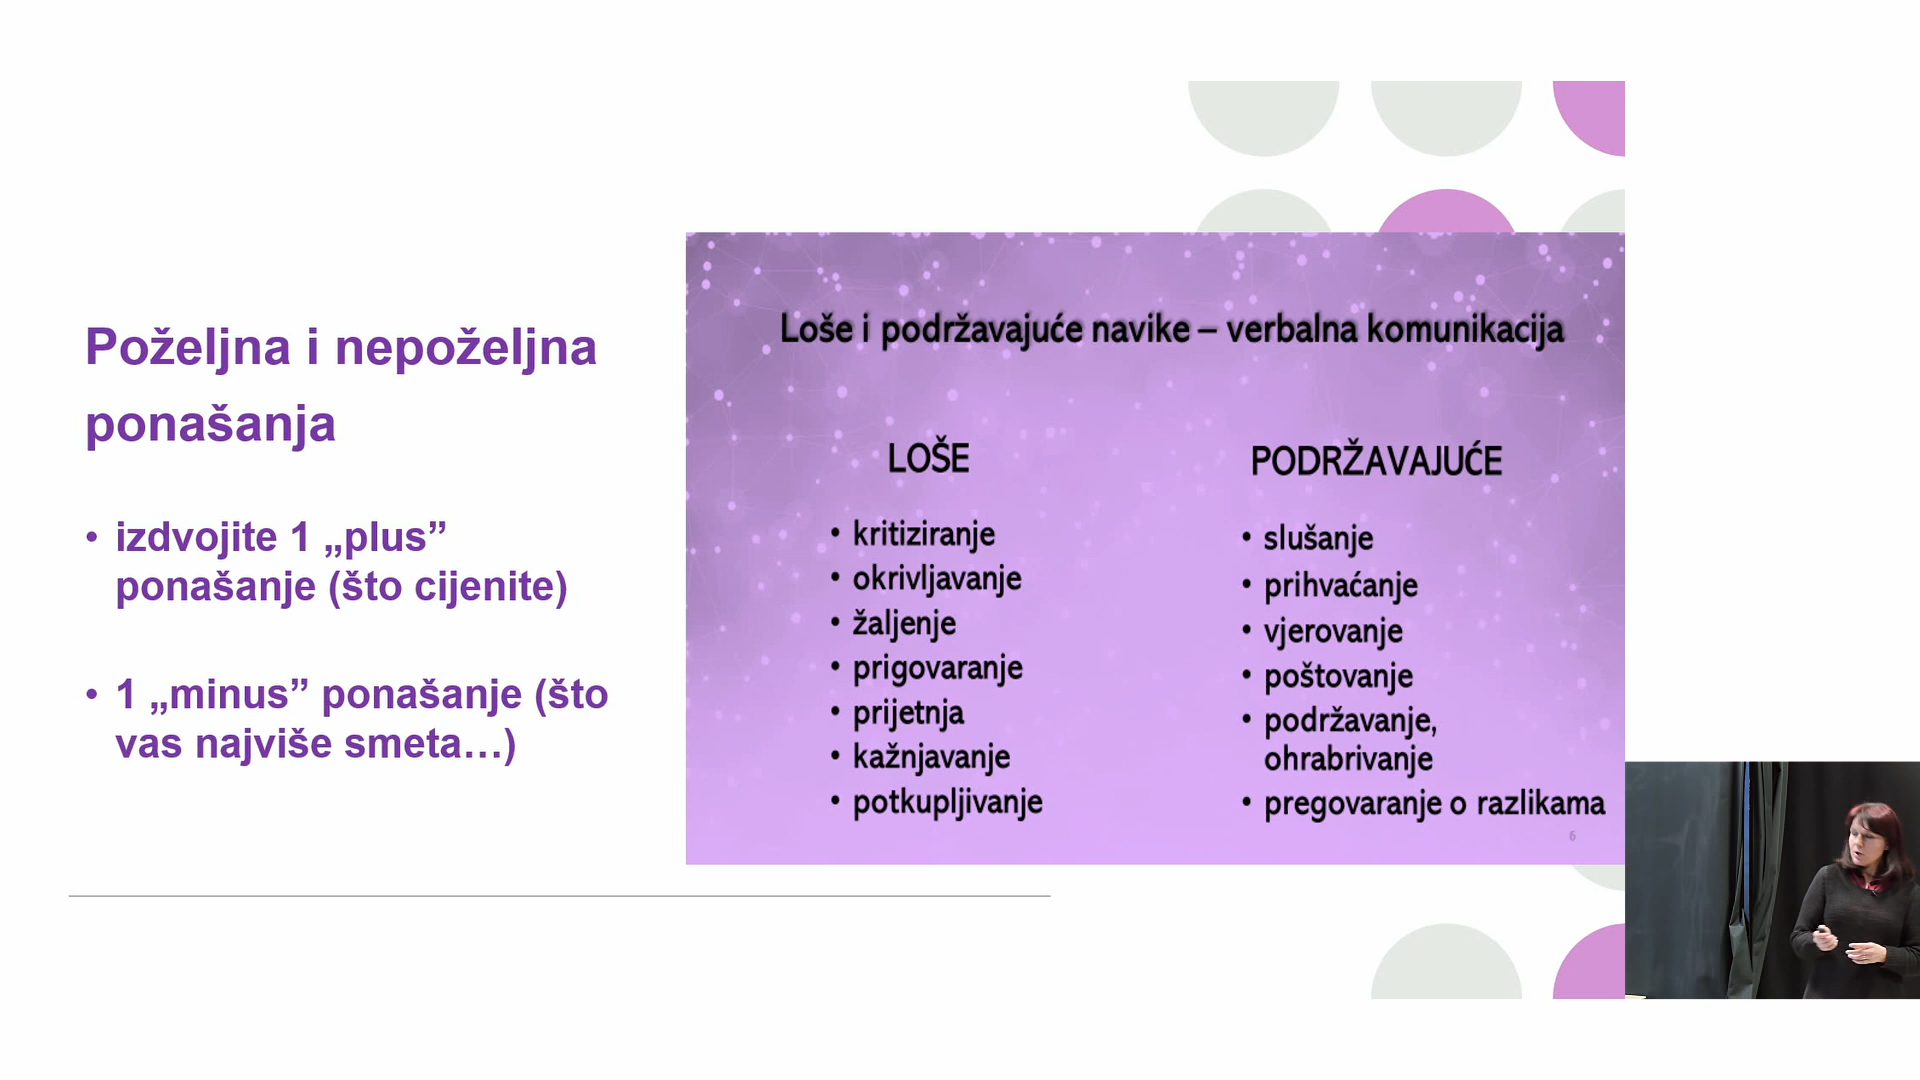 Poželjna i nepoželjna
ponašanja
• izdvojite 1 „plus”
ponašanje (što cijenite)
• 1 „minus” ponašanje (što
vas najviše smeta…)
Loše i podržavajuće navike – verbalna komunikacija
LOŠE
• kritiziranje
• okrivljavanje
• žaljenje
• prigovaranje
• prijetnja
• kažnjavanje
• potkupljivanje
PODRŽAVAJUĆE
• slušanje
• prihvaćanje
• vjerovanje
• poštovanje
• podržavanje,
ohrabrivanje
• pregovaranje o razlikama
6